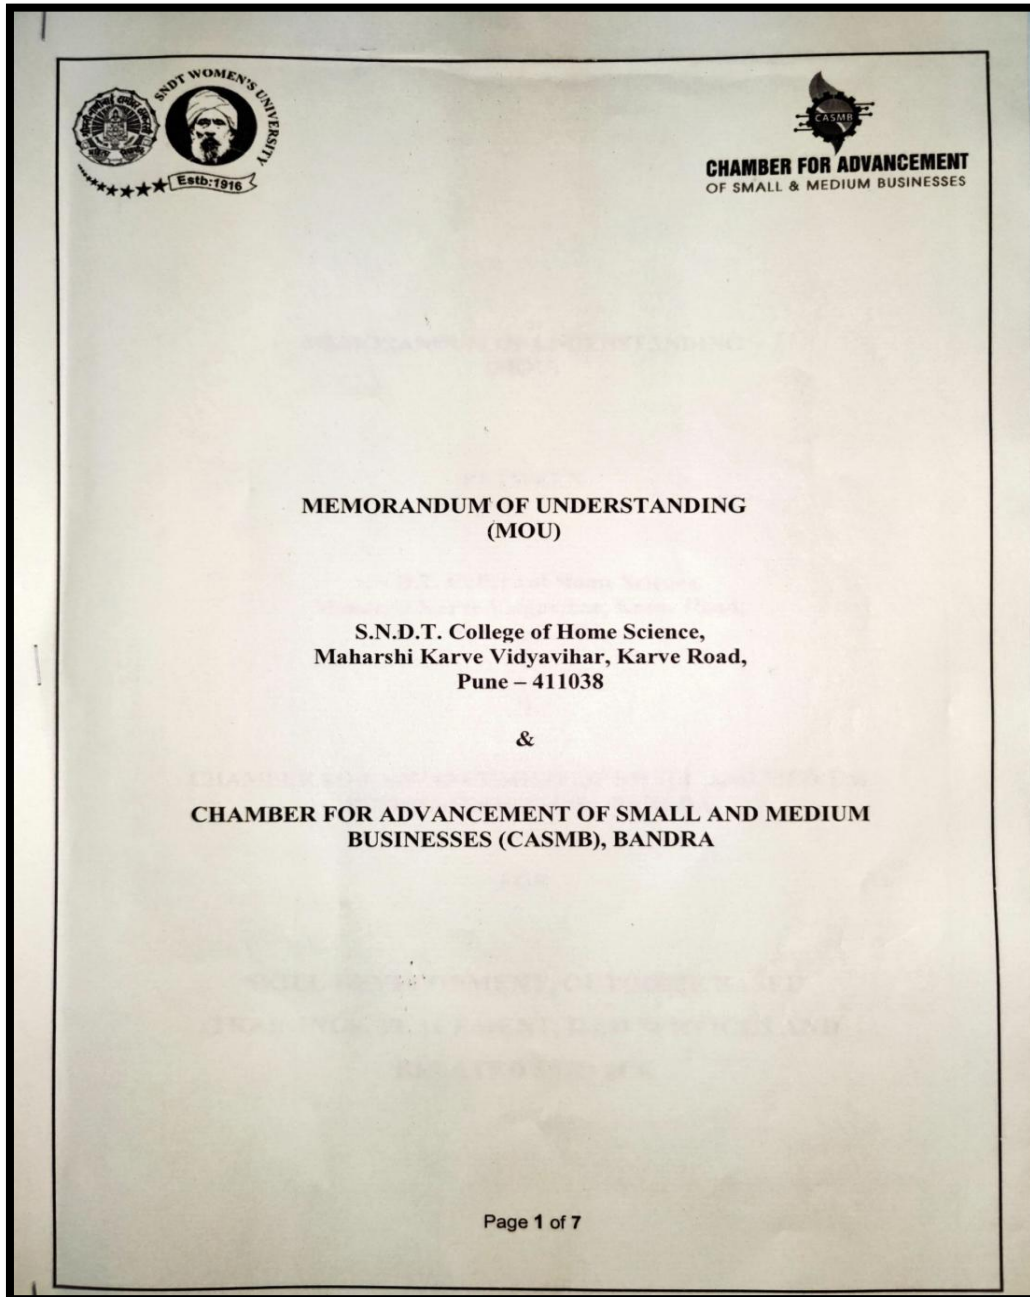 SNDT WOMEN'S UNIVERSITY
Estb:1916
CASMB
CHAMBER FOR ADVANCEMENT
OF SMALL & MEDIUM BUSINESSES
MEMORANDUM OF UNDERSTANDING
(MOU)
S.N.D.T. College of Home Science,
Maharshi Karve Vidyavihar, Karve Road,
Pune – 411038
&
CHAMBER FOR ADVANCEMENT OF SMALL AND MEDIUM
BUSINESSES (CASMB), BANDRA
Page 1 of 7